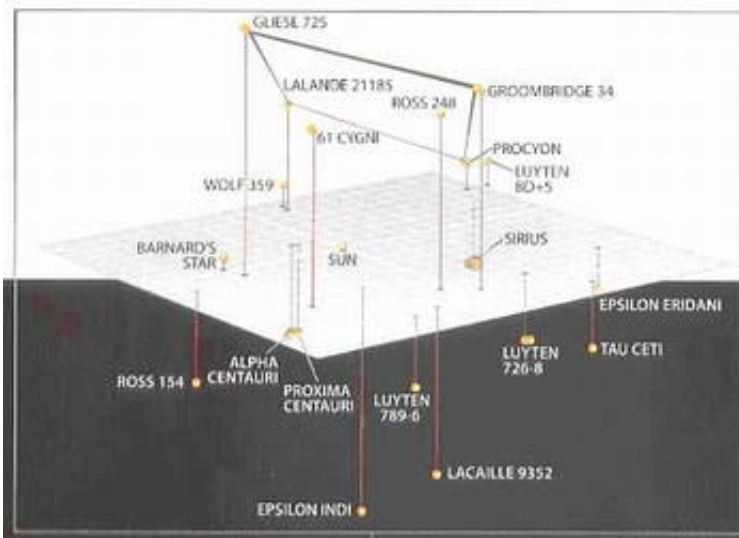 GLIESE 725
LALANDE 21185
ROSS 248
GROOMBRIDGE 34
61 CYGNI
PROCYON
LUYTEN
BD+5
WOLF 359
BARNARD'S
STAR
SUN
SIRIUS
EPSILON ERIDANI
ALPHA
CENTAURI
PROXIMA
CENTAURI
ROSS 154
LUYTEN
789-6
LUYTEN
726-8
TAU CETI
LACAILLE 9352
EPSILON INDI